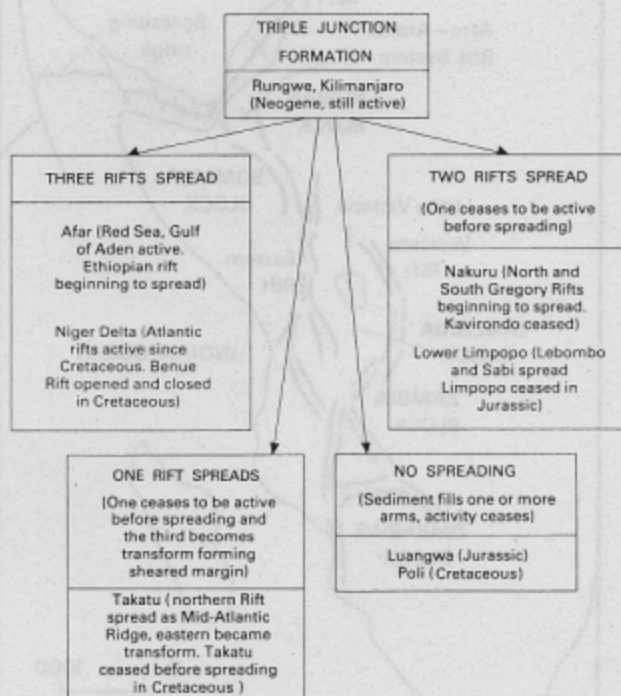 TRIPLE JUNCTION
FORMATION
Rungwe, Kilimanjaro
(Neogene, still active)
THREE RIFTS SPREAD
Afar (Red Sea, Gulf
of Aden active.
Ethiopian rift
beginning to spread)
Niger Delta (Atlantic
rifts active since
Cretaceous. Benue
Rift opened and closed
in Cretaceous)
TWO RIFTS SPREAD
(One ceases to be active
before spreading)
Nakuru (North and
South Gregory Rifts
beginning to spread.
Kavirondo ceased)
Lower Limpopo (Lebombo
and Sabi spread
Limpopo ceased in
Jurassic)
ONE RIFT SPREADS
(One ceases to be active
before spreading and
the third becomes
transform forming
sheared margin)
Takatu (northern Rift
spread as Mid-Atlantic
Ridge, eastern became
transform. Takatu
ceased before spreading
in Cretaceous )
NO SPREADING
(Sediment fills one or more
arms, activity ceases)
Luangwa (Jurassic)
Poli (Cretaceous)